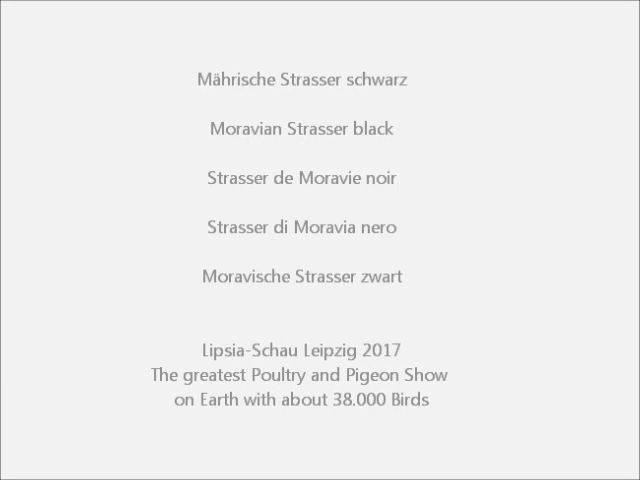 Mährische Strasser schwarz
Moravian Strasser black
Strasser de Moravie noir
Strasser di Moravia nero
Moravische Strasser zwart
Lipsia-Schau Leipzig 2017
The greatest Poultry and Pigeon Show
on Earth with about 38.000 Birds